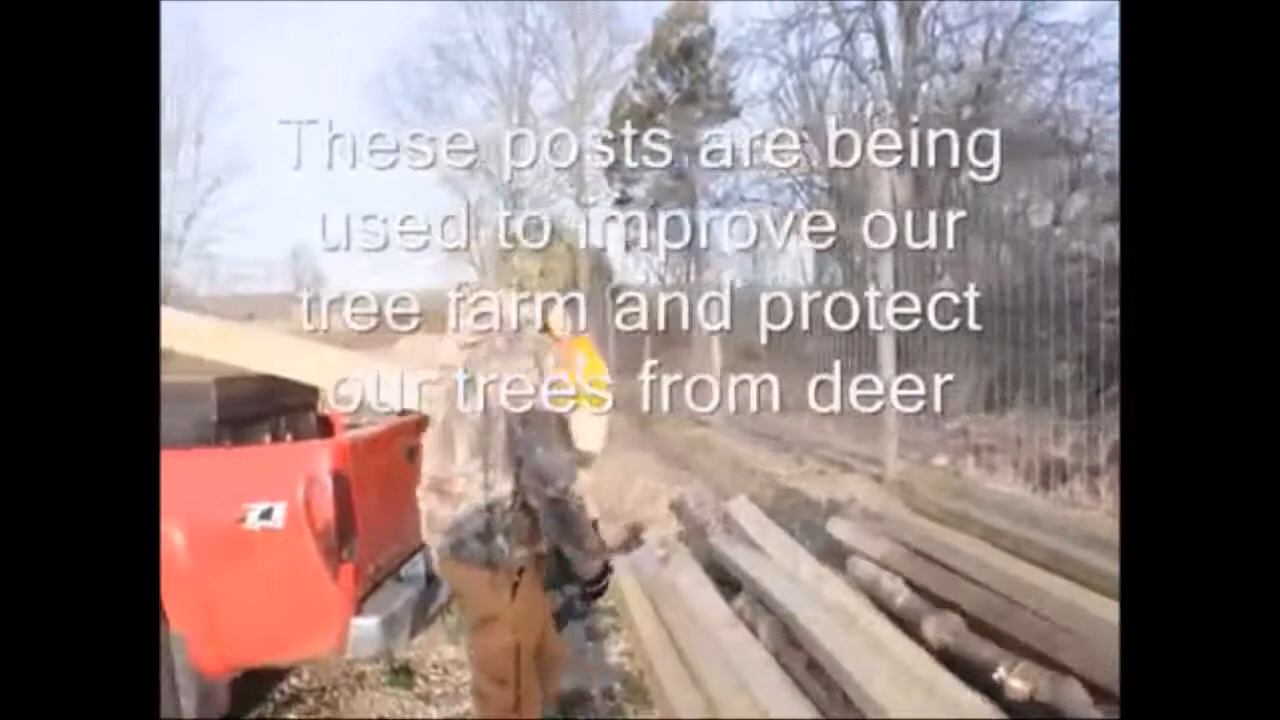 These posts are being
used to improve our
tree farm and protect
our trees from deer